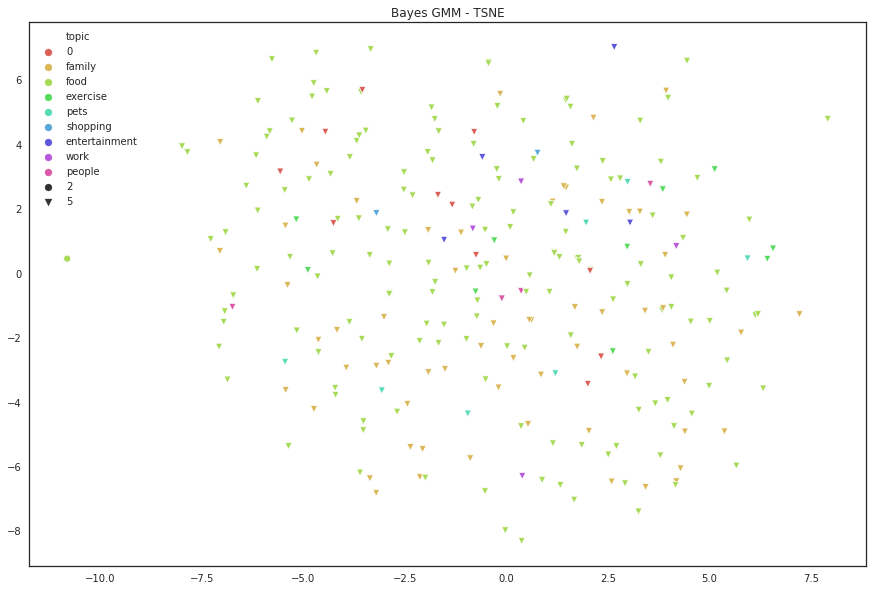 Bayes GMM - TSNE
topic
0
family
food
exercise
pets
shopping
entertainment
work
people
2
5
6
4
2
0
−2
−4
−6
−8
−10.0 −7.5 −5.0 −2.5 0.0 2.5 5.0 7.5